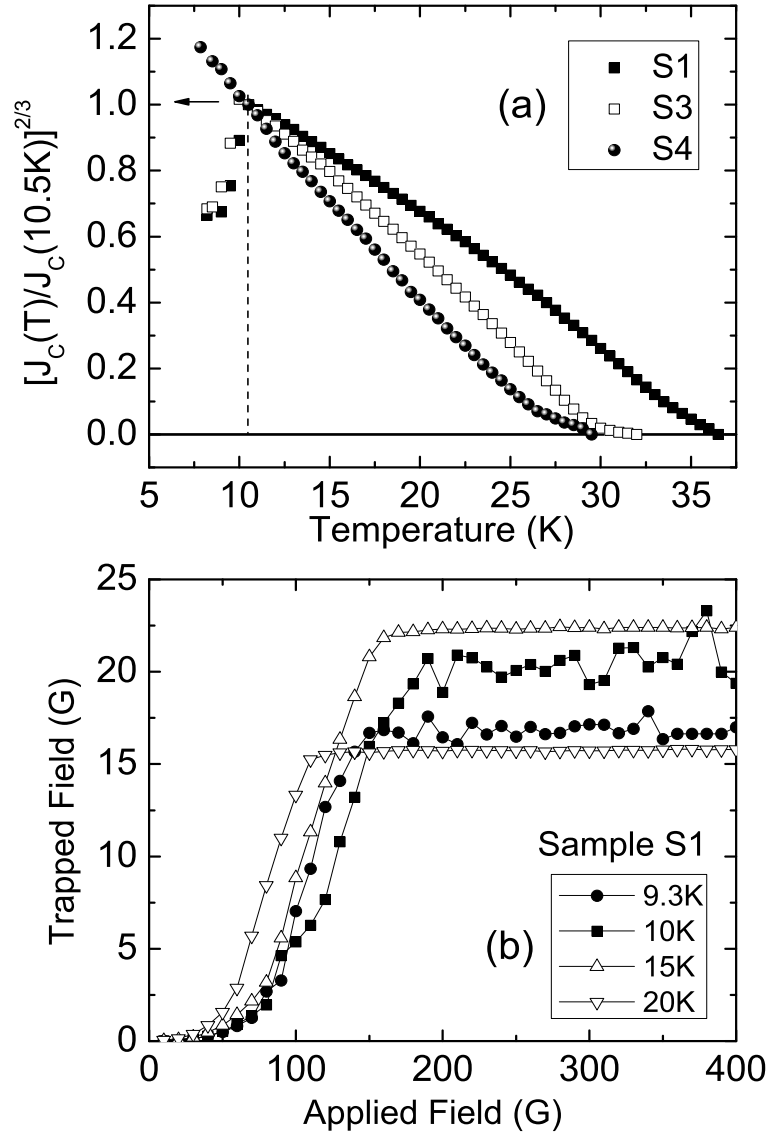 1.2
1.0
0.8
0.6
0.4
0.2
0.0
[J_C(T)/J_C(10.5K)]^{2/3}
(a)
S1
S3
S4
5 10 15 20 25 30 35
Temperature (K)
25
20
15
10
5
0
Trapped Field (G)
Sample S1
(b)
9.3K
10K
15K
20K
0 100 200 300 400
Applied Field (G)